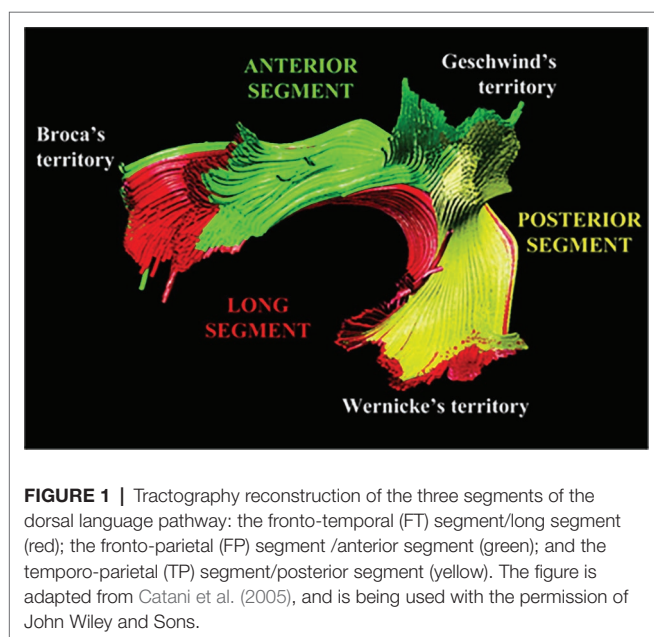 ANTERIOR
SEGMENT
Geschwind's
territory
Broca's
territory
POSTERIOR
SEGMENT
LONG
SEGMENT
Wernicke's territory
FIGURE 1 | Tractography reconstruction of the three segments of the
dorsal language pathway: the fronto-temporal (FT) segment/long segment
(red); the fronto-parietal (FP) segment /anterior segment (green); and the
temporo-parietal (TP) segment/posterior segment (yellow). The figure is
adapted from Catani et al. (2005), and is being used with the permission of
John Wiley and Sons.